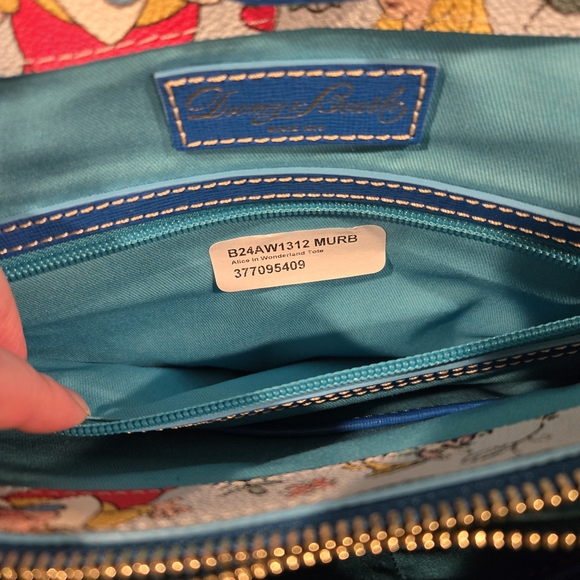 Dooney & Bourke
B24AW1312 MURB
Alice in Wonderland Tote
377095409